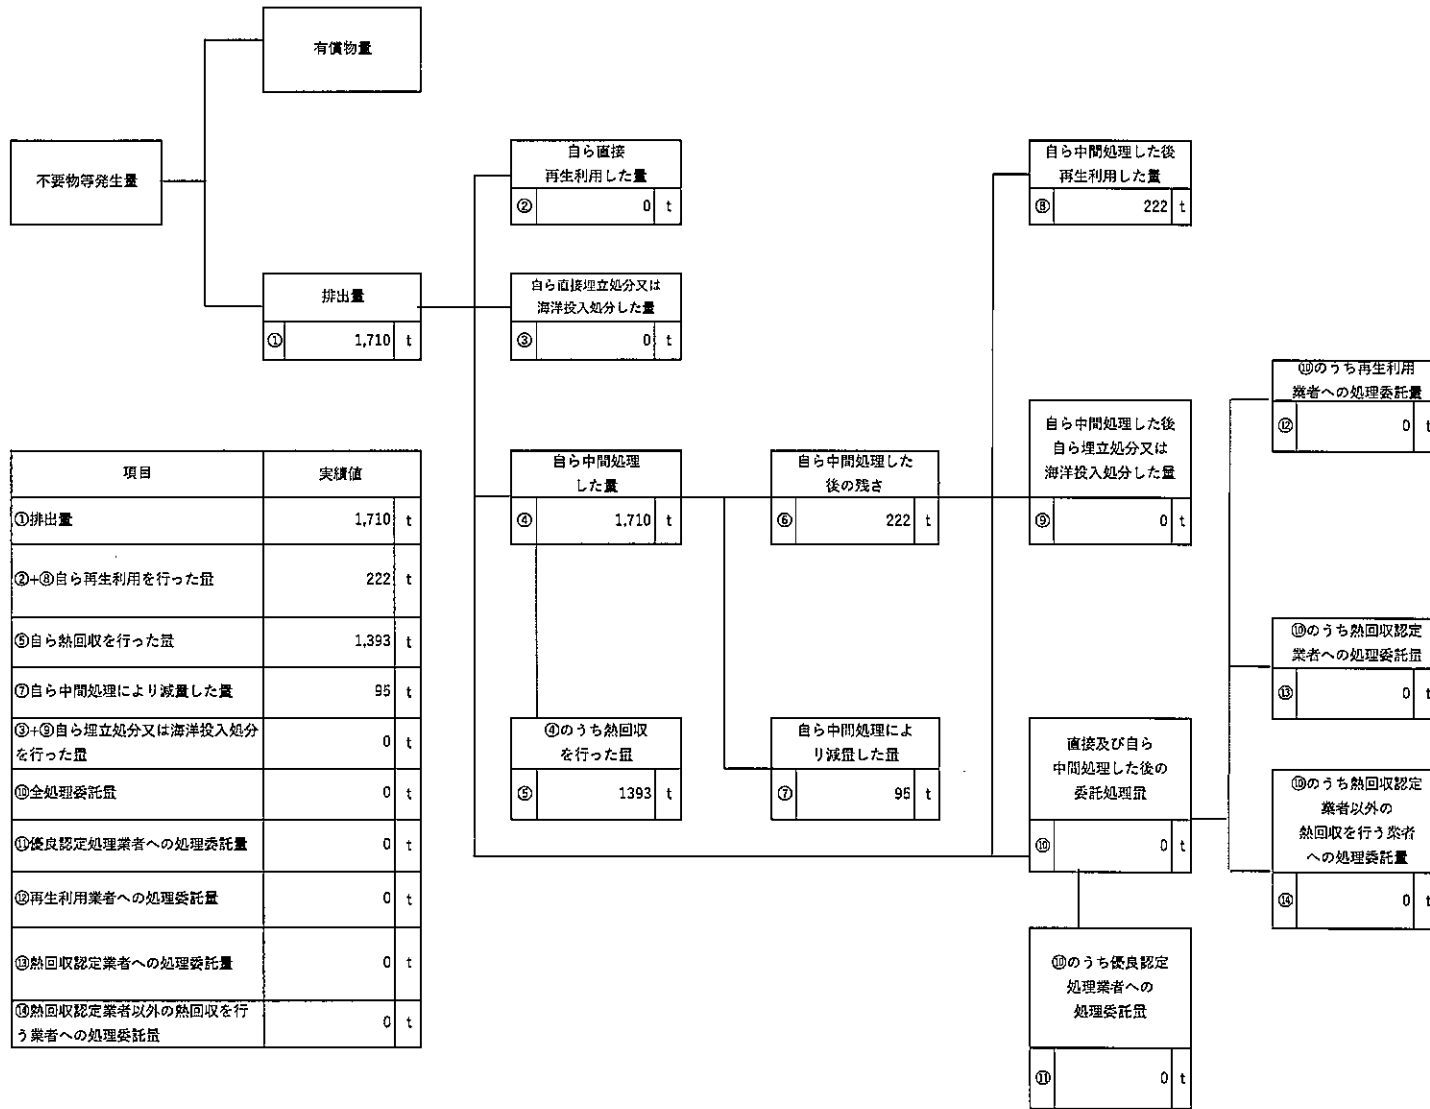 有償物量
不要物等発生量
排出量
① 1,710 t
自ら直接
再生利用した量
② 0 t
自ら直接埋立処分又は
海洋投入処分した量
③ 0 t
自ら中間処理
した量
④ 1,710 t
④のうち熱回収
を行った量
⑤ 1393 t
自ら中間処理した
後の残さ
⑥ 222 t
自ら中間処理によ
り減量した量
⑦ 95 t
自ら中間処理した後
再生利用した量
⑧ 222 t
自ら中間処理した後
自ら埋立処分又は
海洋投入処分した量
⑨ 0 t
直接及び自ら
中間処理した後の
委託処理量
⑩ 0 t
⑩のうち優良認定
処理業者への
処理委託量
⑪ 0 t
⑩のうち再生利用
業者への処理委託量
⑫ 0 t
⑩のうち熱回収認定
業者への処理委託量
⑬ 0 t
⑩のうち熱回収認定
業者以外の
熱回収を行う業者
への処理委託量
⑭ 0 t
項目 実績値
①排出量 1,710 t
②+⑧自ら再生利用を行った量 222 t
⑤自ら熱回収を行った量 1,393 t
⑦自ら中間処理により減量した量 95 t
③+⑨自ら埋立処分又は海洋投入処分
を行った量 0 t
⑩全処理委託量 0 t
⑪優良認定処理業者への処理委託量 0 t
⑫再生利用業者への処理委託量 0 t
⑬熱回収認定業者への処理委託量 0 t
⑭熱回収認定業者以外の熱回収を行
う業者への処理委託量 0 t